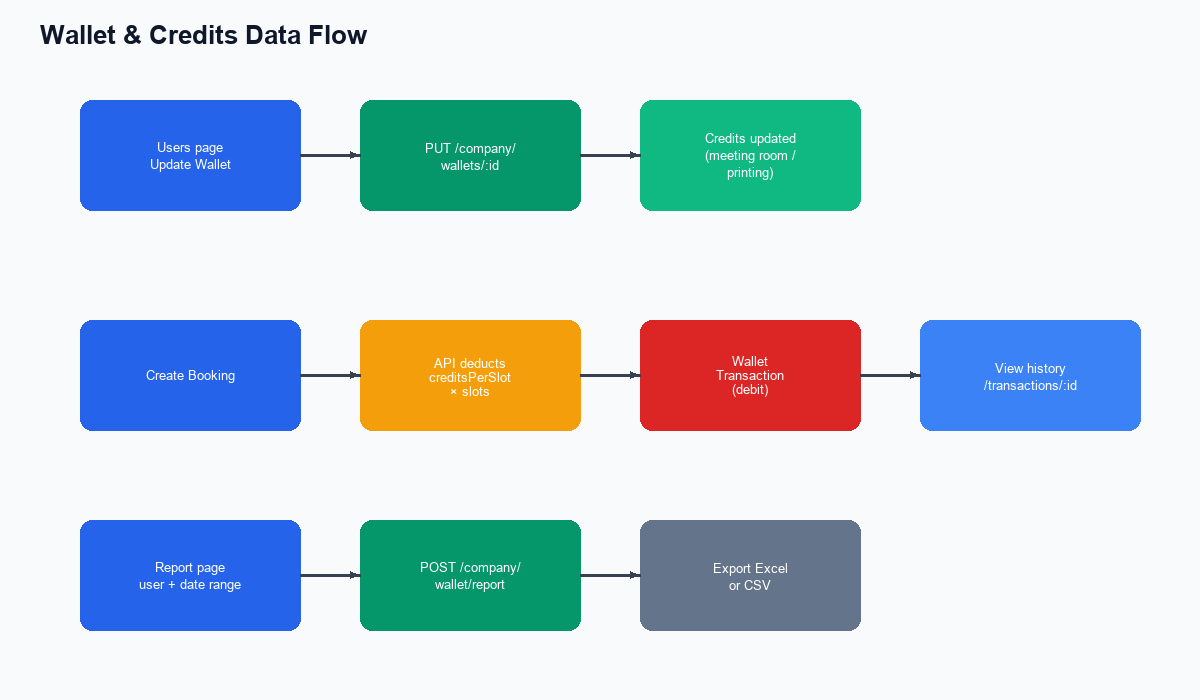 Wallet & Credits Data Flow
Users page
Update Wallet
PUT /company/
wallets/:id
Credits updated
(meeting room /
printing)
Create Booking
API deducts
creditsPerSlot
× slots
Wallet
Transaction
(debit)
View history
/transactions/:id
Report page
user + date range
POST /company/
wallet/report
Export Excel
or CSV